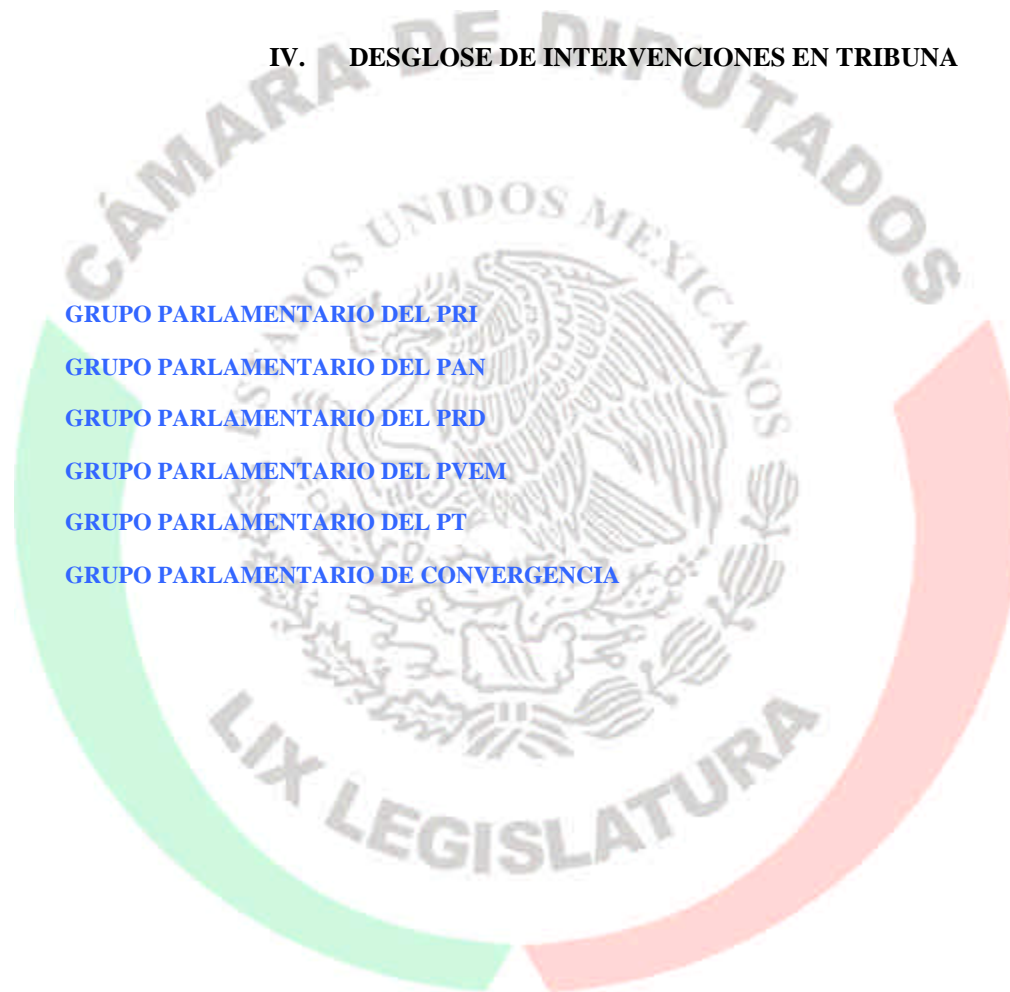 IV. DESGLOSE DE INTERVENCIONES EN TRIBUNA
CÁMARA DE DIPUTADOS
ESTADOS UNIDOS MEXICANOS
GRUPO PARLAMENTARIO DEL PRI
GRUPO PARLAMENTARIO DEL PAN
GRUPO PARLAMENTARIO DEL PRD
GRUPO PARLAMENTARIO DEL PVEM
GRUPO PARLAMENTARIO DEL PT
GRUPO PARLAMENTARIO DE CONVERGENCIA
LIX LEGISLATURA